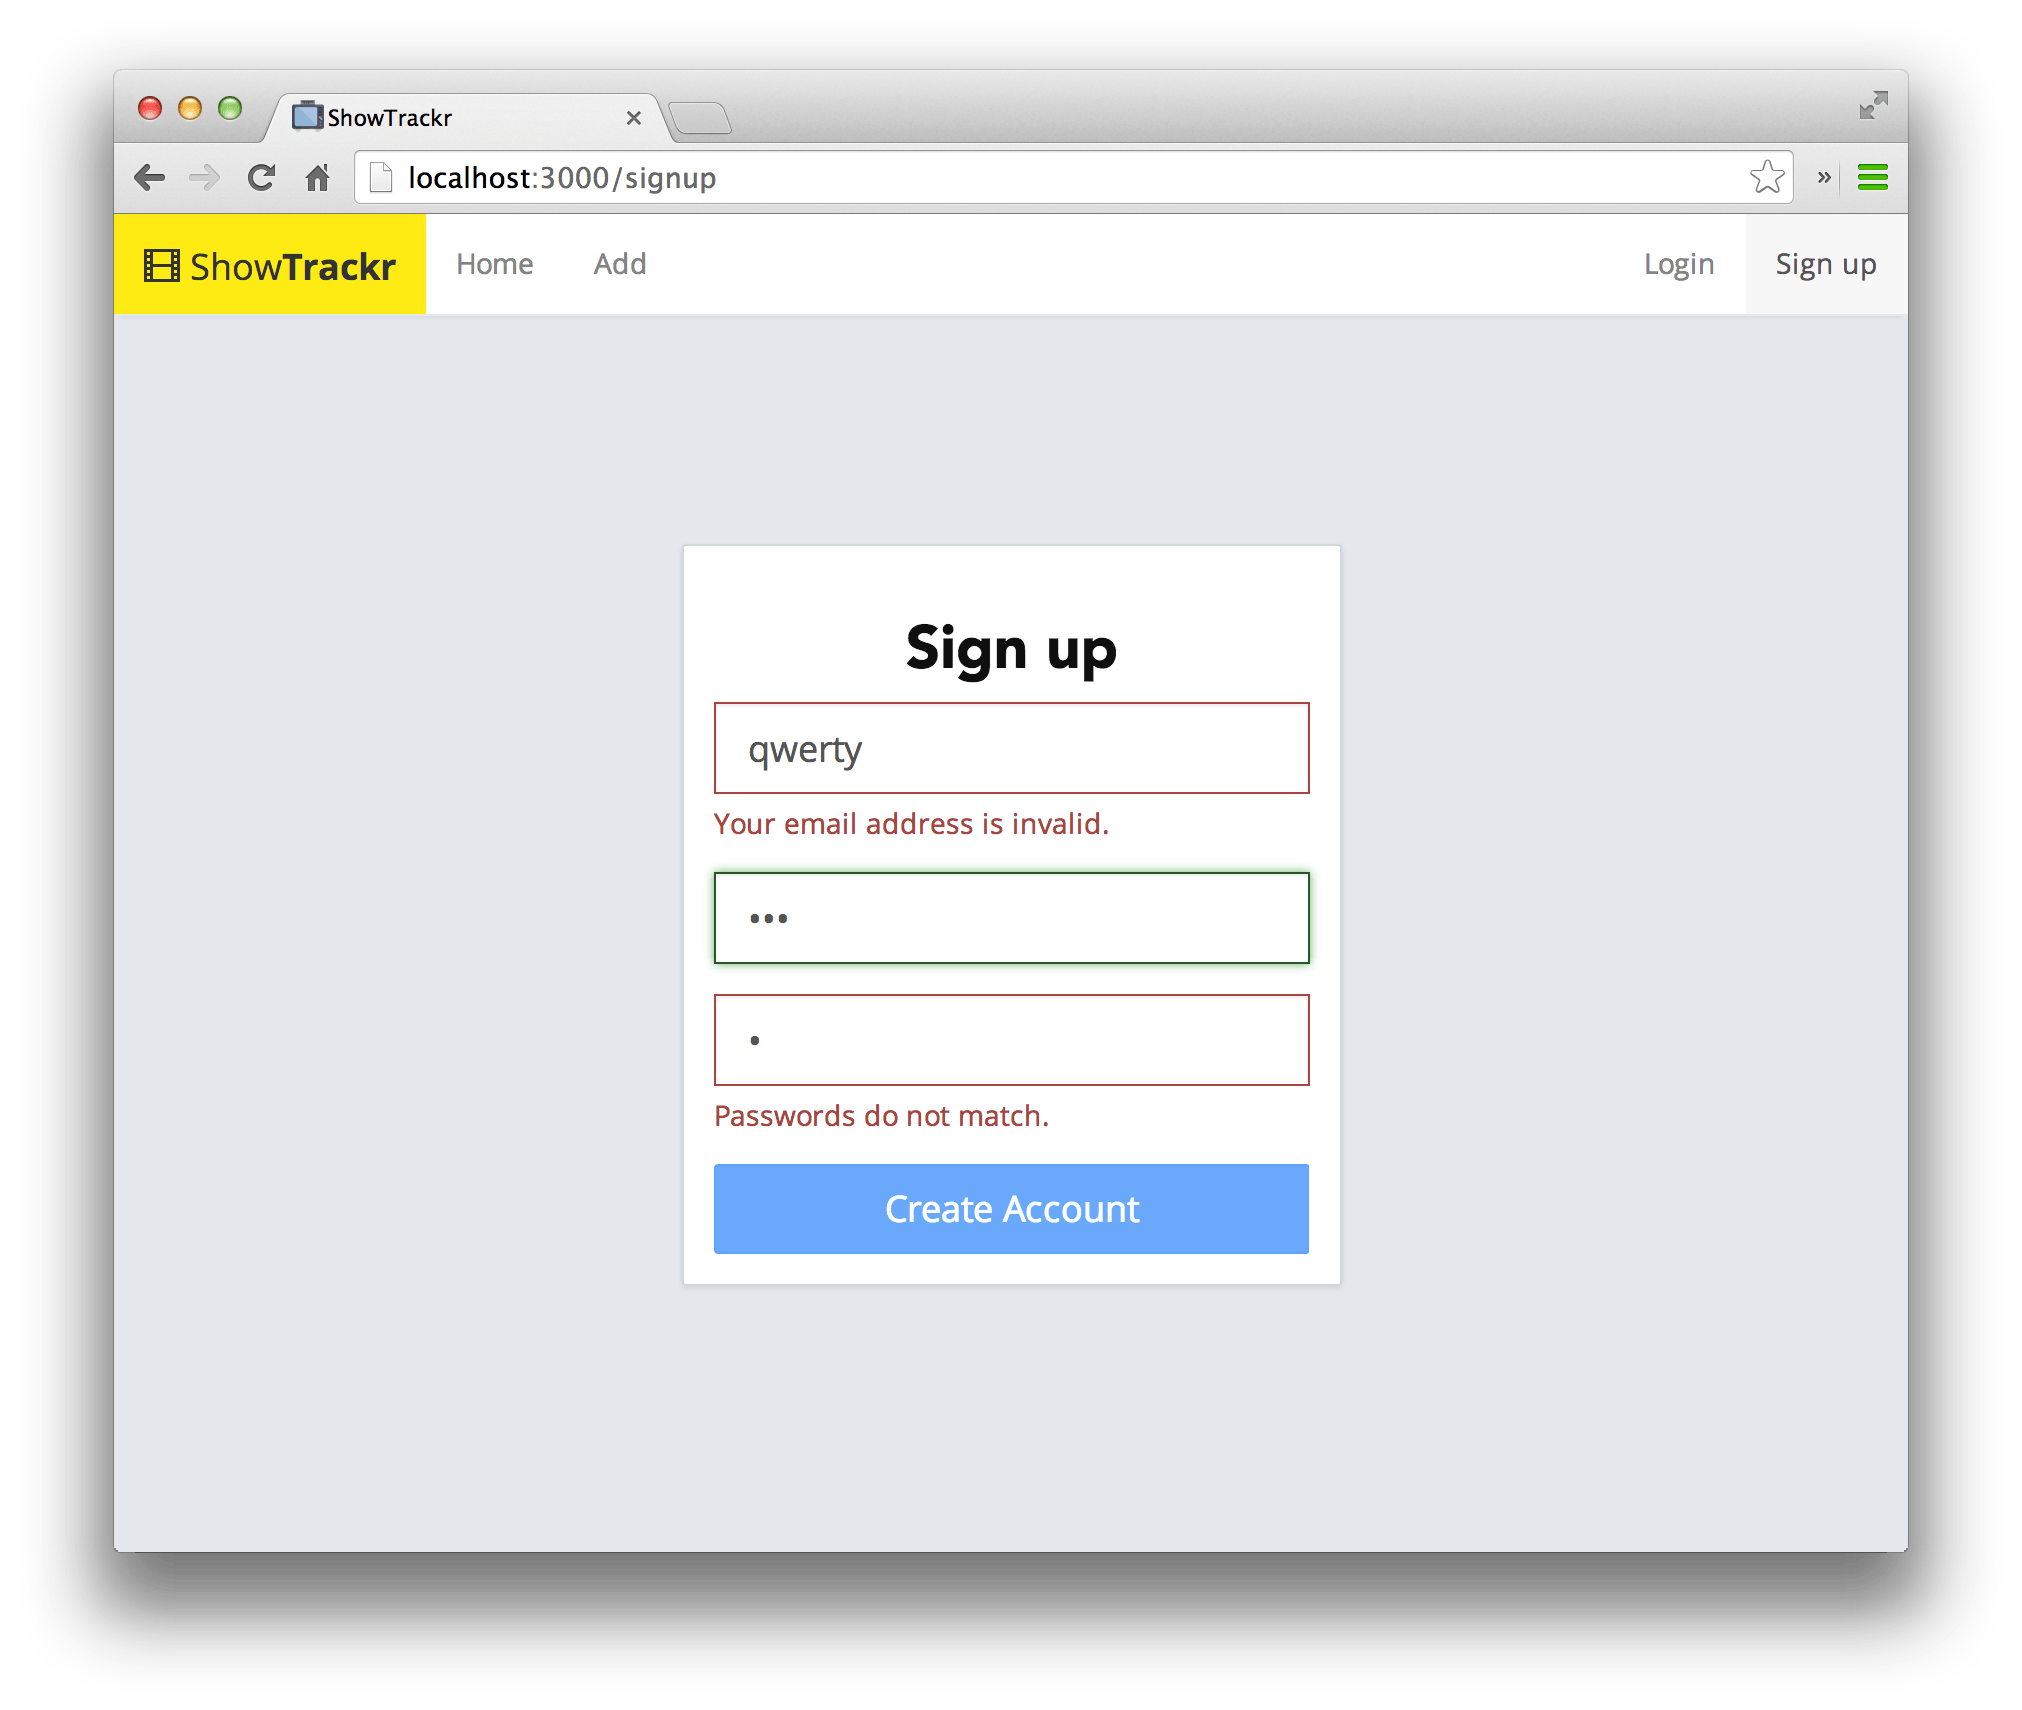 ShowTrackr
localhost:3000/signup
ShowTrackr Home Add Login Sign up
Sign up
qwerty
Your email address is invalid.
•••
•
Passwords do not match.
Create Account